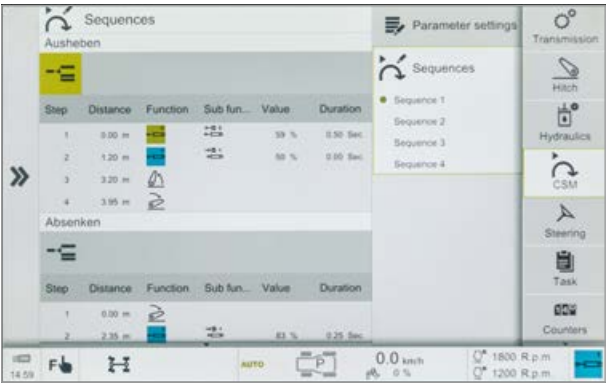 Sequences
Ausheben
Step Distance Function Sub fun... Value Duration
1 0.00 m 59 % 0.50 Sec
2 1.20 m 50 % 0.00 Sec
3 3.20 m
4 3.95 m
Absenken
Step Distance Function Sub fun... Value Duration
1 0.00 m
2 2.35 m 83 % 0.25 Sec
Parameter settings
Sequences
Sequence 1
Sequence 2
Sequence 3
Sequence 4
Transmission
Hitch
Hydraulics
CSM
Steering
Task
Counters
14:59
F
AUTO
P
0.0 km/h
0 %
1800 R.p.m
1200 R.p.m